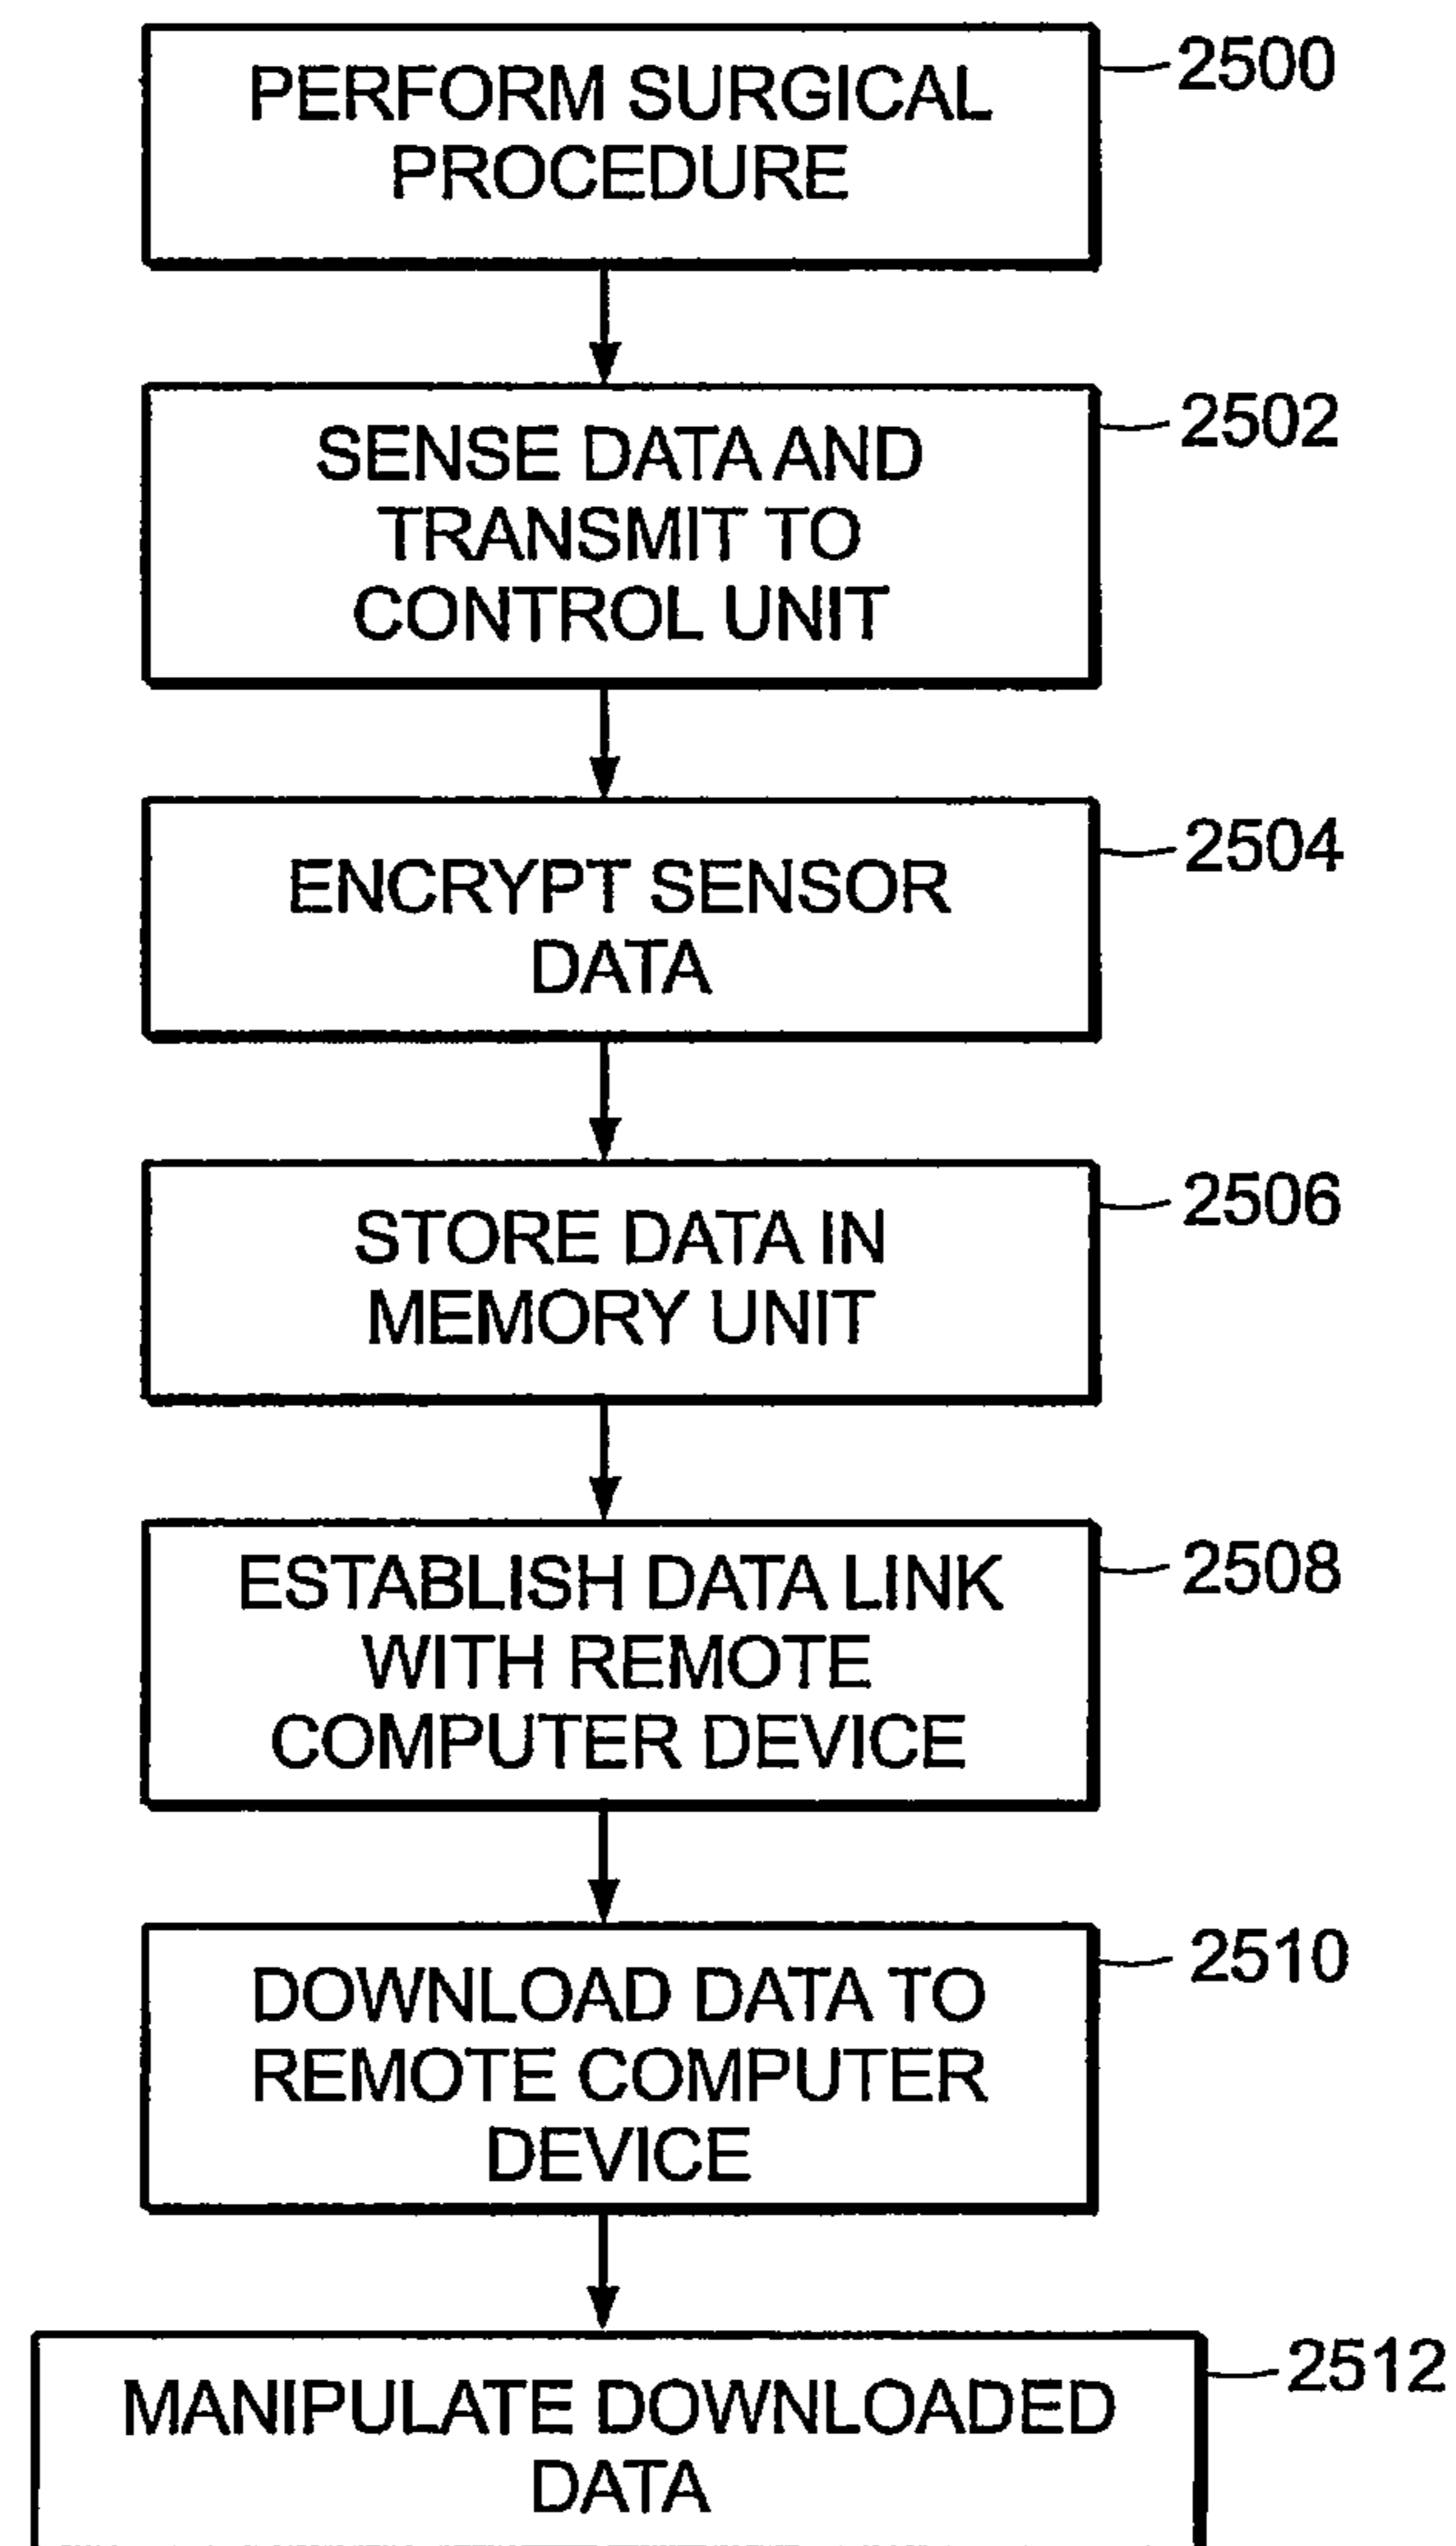 PERFORM SURGICAL
PROCEDURE
2500
SENSE DATA AND
TRANSMIT TO
CONTROL UNIT
2502
ENCRYPT SENSOR
DATA
2504
STORE DATA IN
MEMORY UNIT
2506
ESTABLISH DATA LINK
WITH REMOTE
COMPUTER DEVICE
2508
DOWNLOAD DATA TO
REMOTE COMPUTER
DEVICE
2510
MANIPULATE DOWNLOADED
DATA
2512